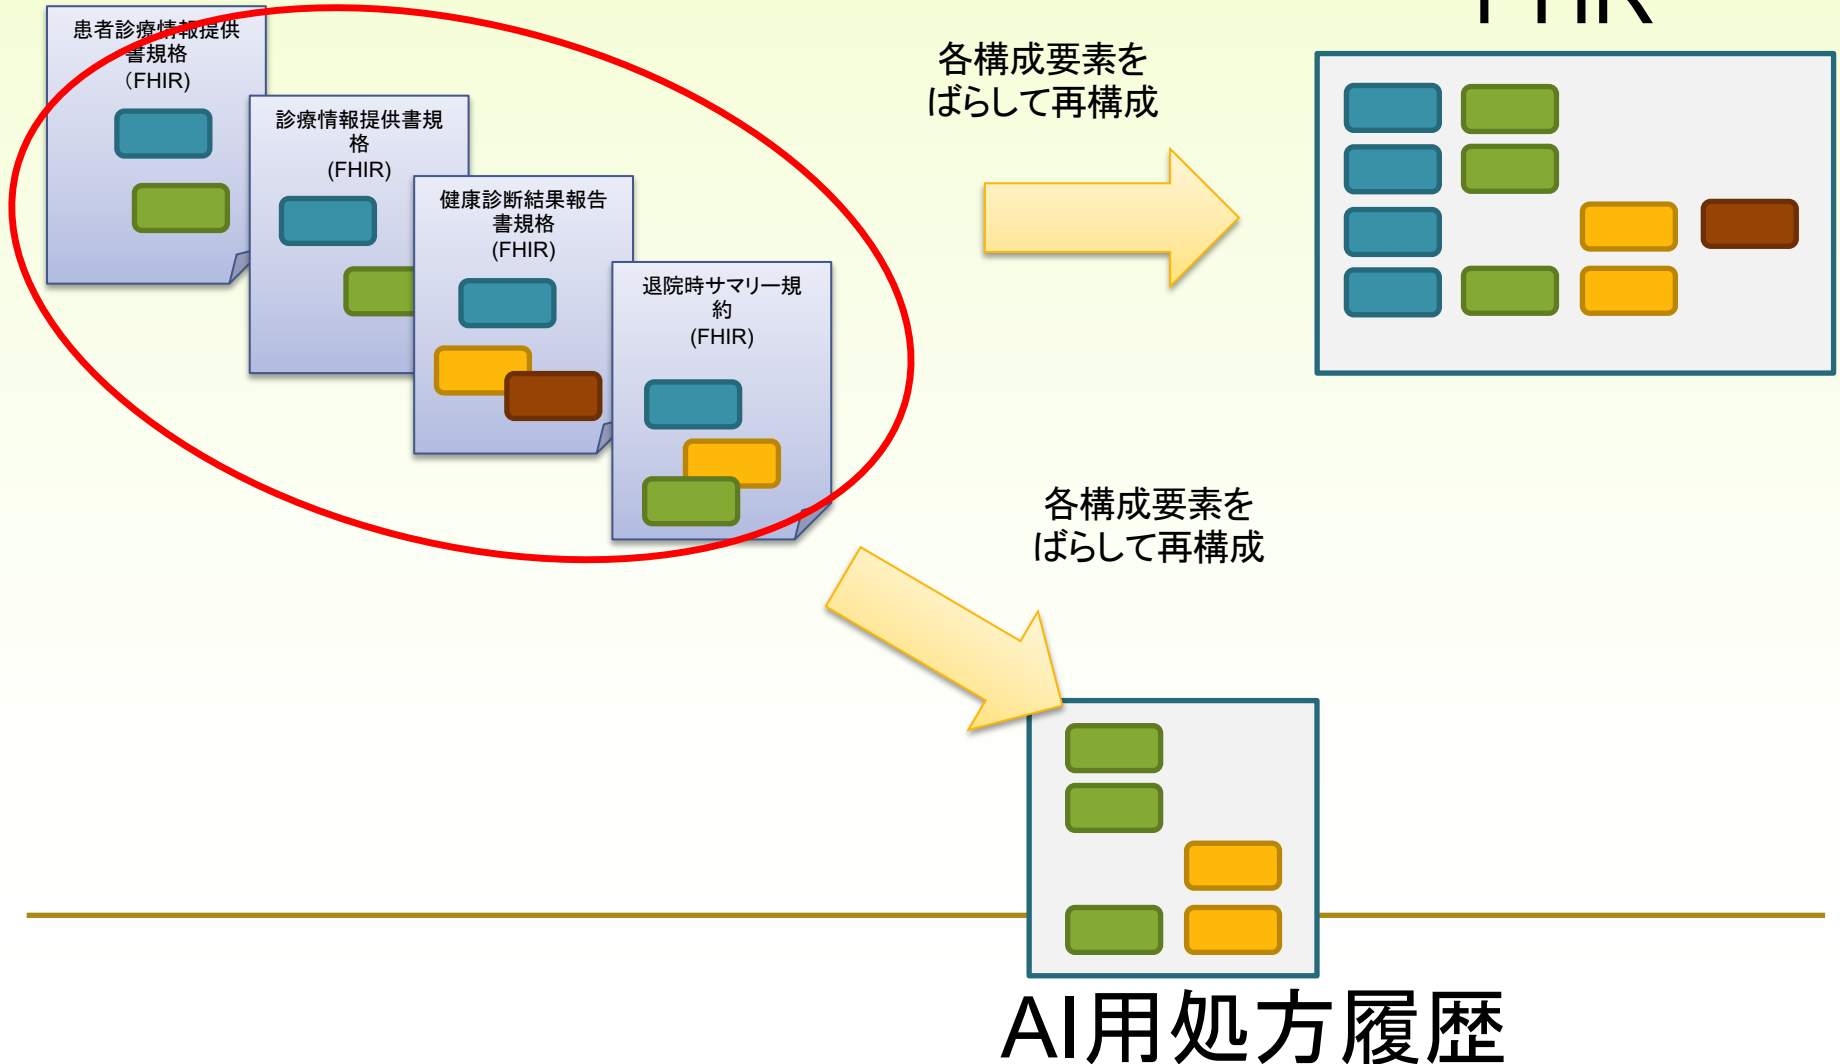 患者診療情報提供
書規格
（FHIR)
診療情報提供書規
格
(FHIR)
健康診断結果報告
書規格
(FHIR)
退院時サマリー規
約
(FHIR)
各構成要素を
ばらして再構成
FHIR
各構成要素を
ばらして再構成
AI用処方履歴